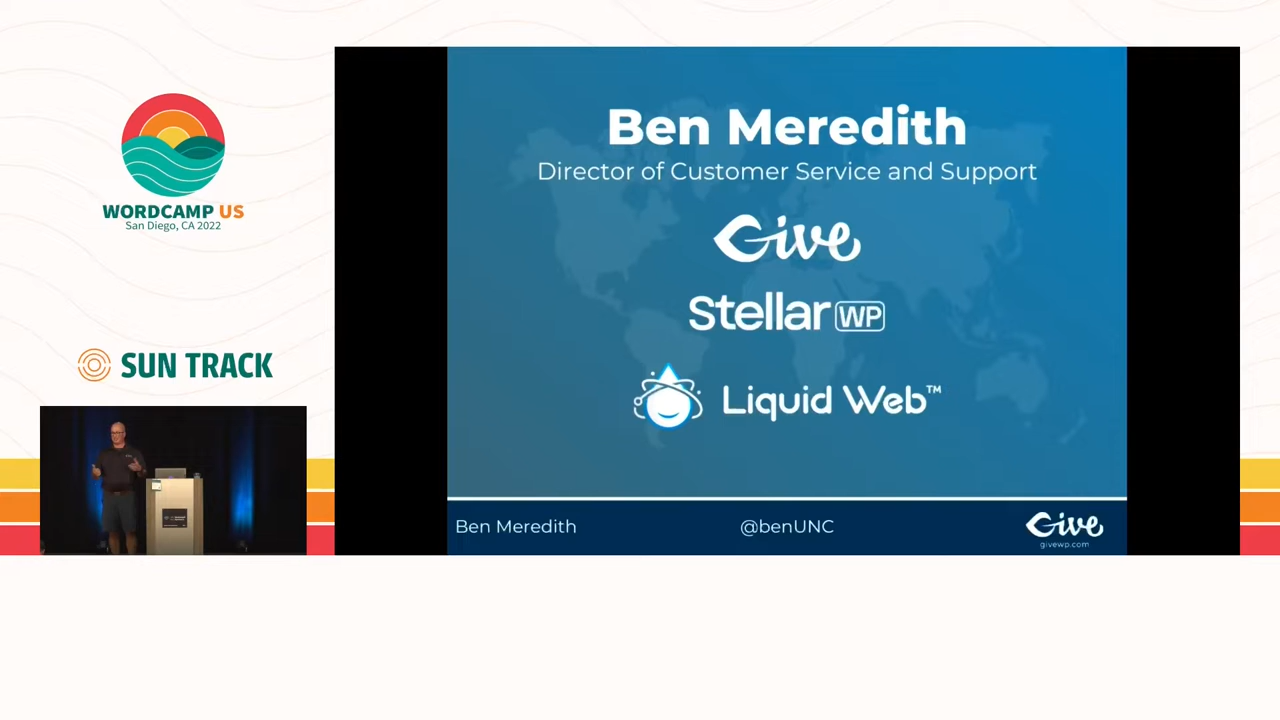 WORDCAMP US
San Diego, CA 2022
SUN TRACK
Ben Meredith
Director of Customer Service and Support
Give
Stellar WP
Liquid Web™
Ben Meredith
@benUNC
Give
givewp.com